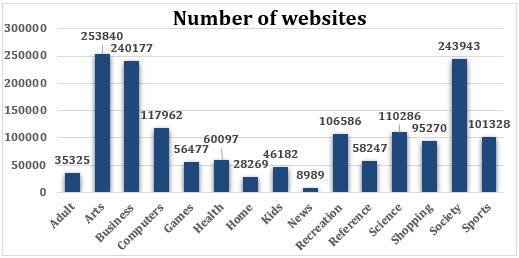 Number of websites
300000
250000
200000
150000
100000
50000
0
35325
253840
240177
117962
56477
60097
28269
46182
8989
106586
58247
110286
95270
243943
101328
Adult
Arts
Business
Computers
Games
Health
Home
Kids
News
Recreation
Reference
Science
Shopping
Society
Sports